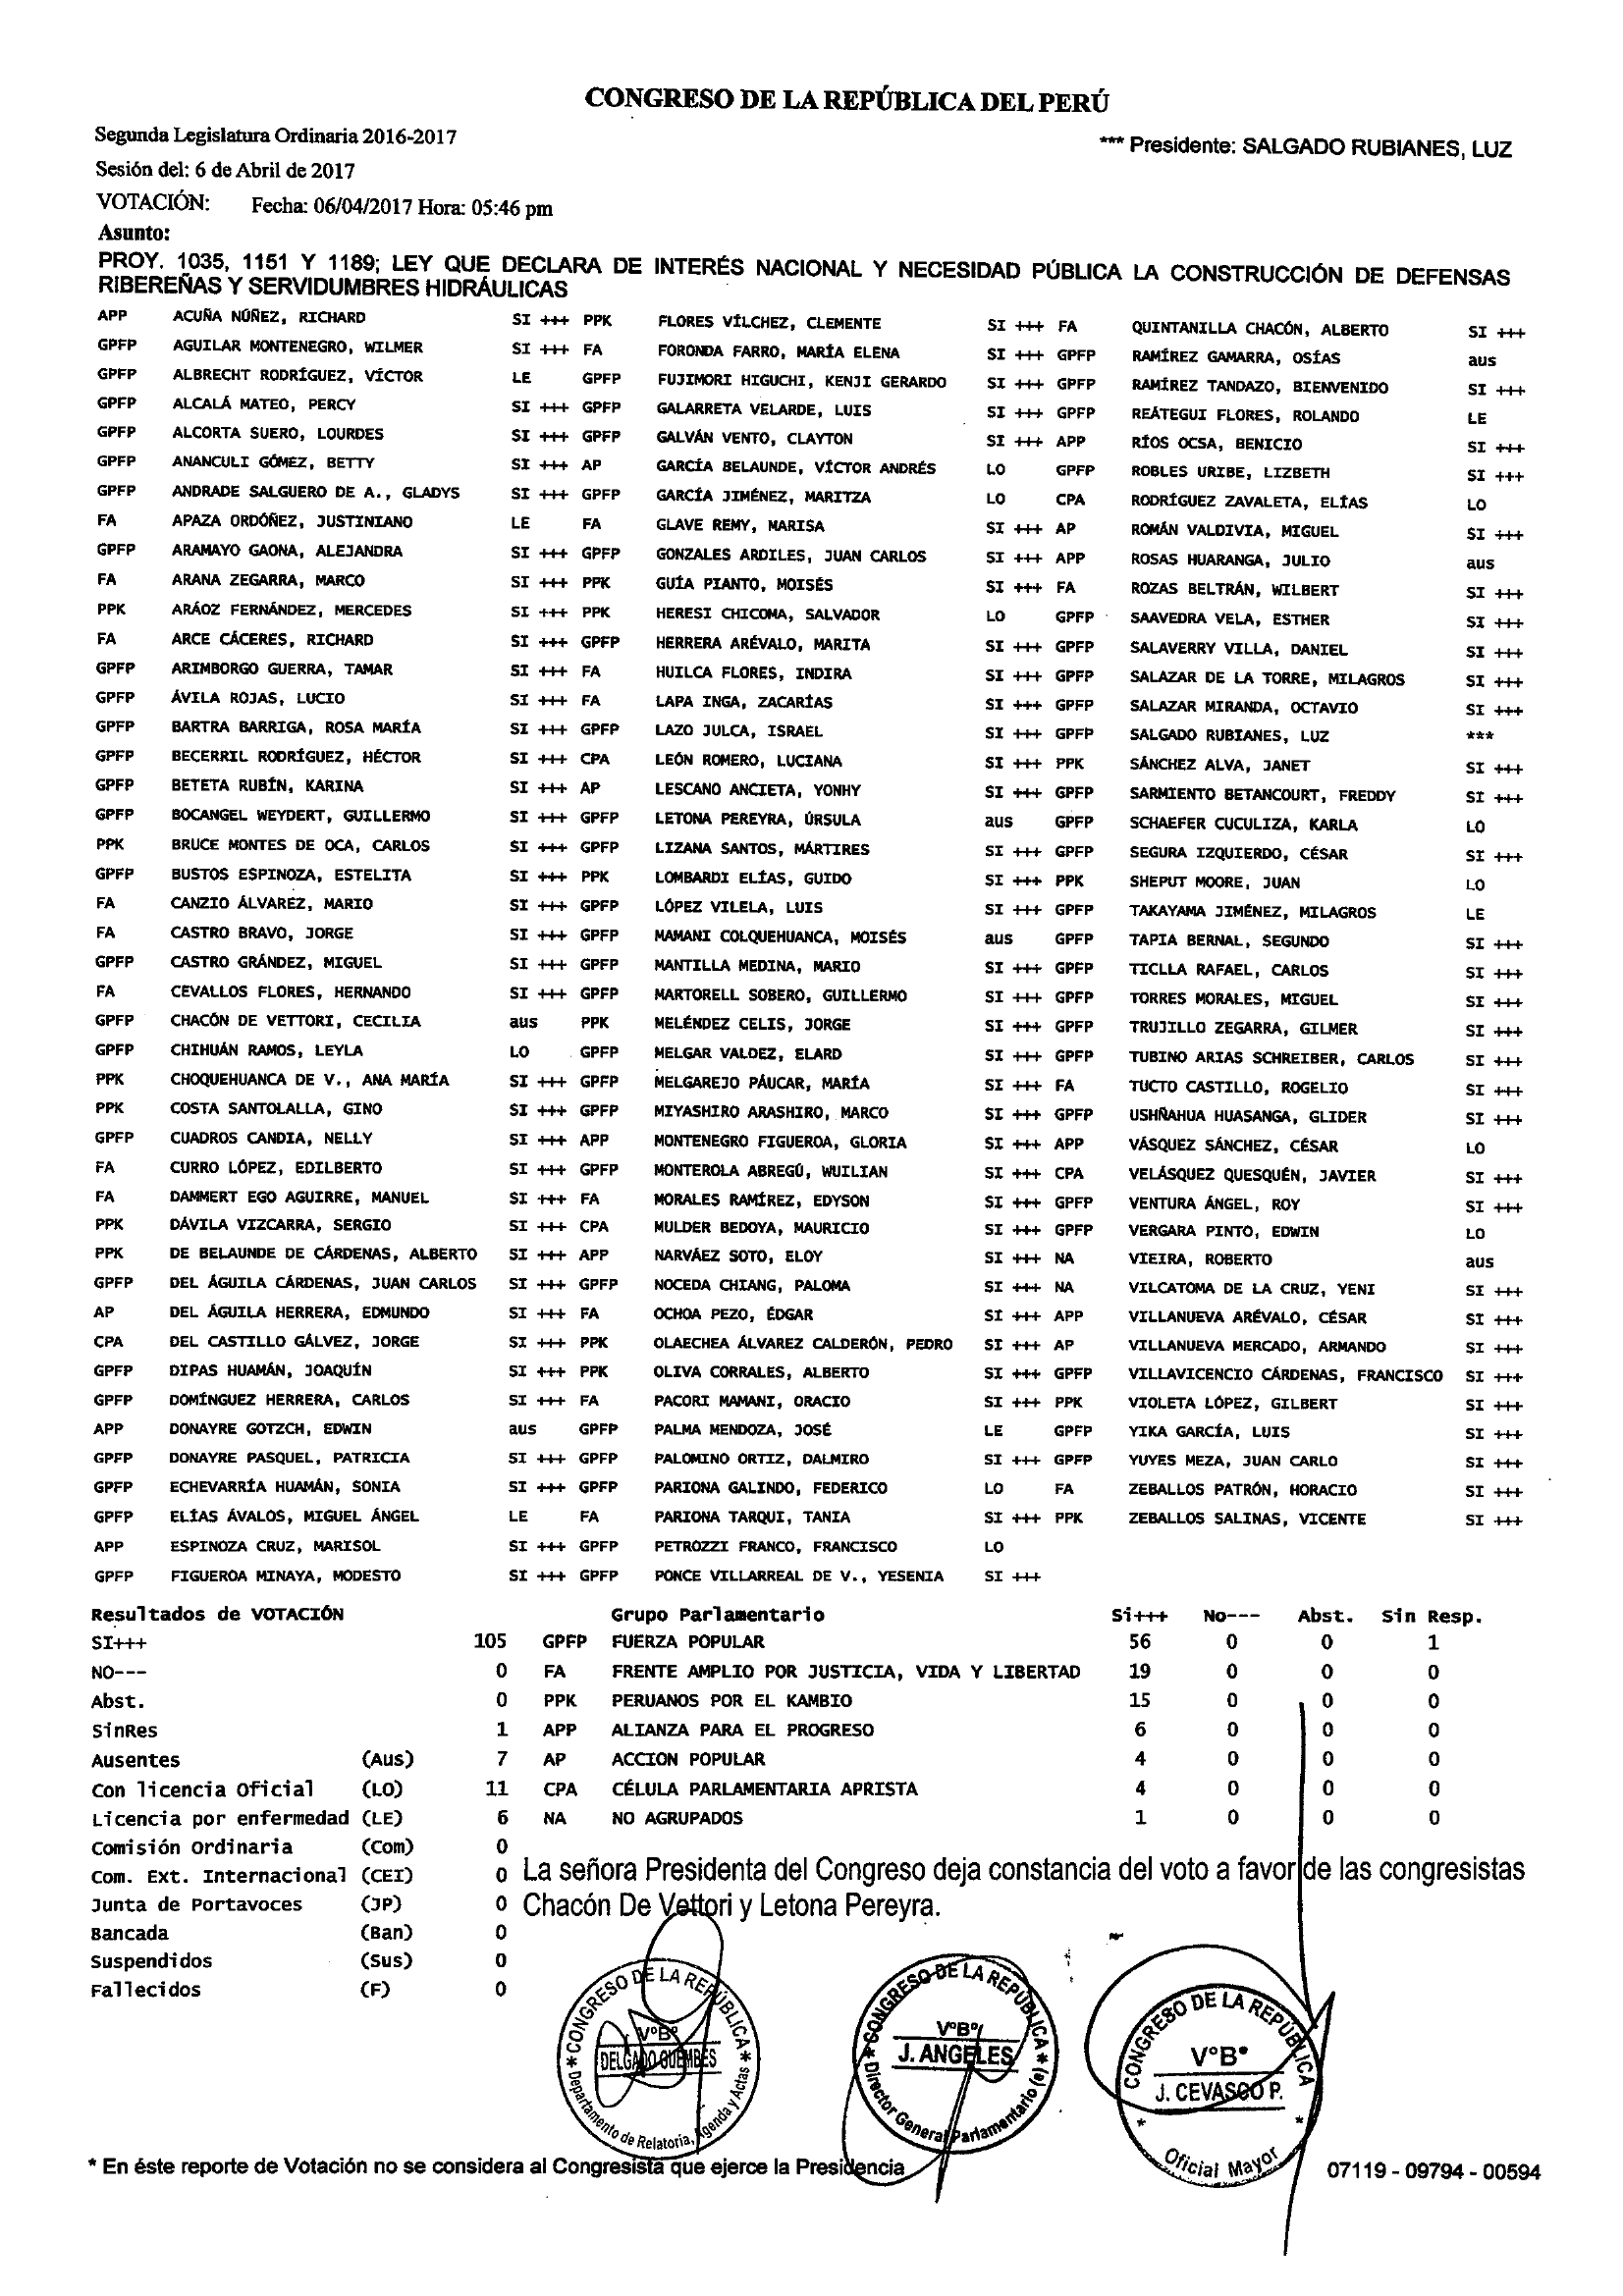 CONGRESO DE LA REPÚBLICA DEL PERÚ
Segunda Legislatura Ordinaria 2016-2017
*** Presidente: SALGADO RUBIANES, LUZ
Sesión del: 6 de Abril de 2017
VOTACIÓN: Fecha: 06/04/2017 Hora: 05:46 pm
Asunto:
PROY. 1035, 1151 Y 1189; LEY QUE DECLARA DE INTERÉS NACIONAL Y NECESIDAD PÚBLICA LA CONSTRUCCIÓN DE DEFENSAS
RIBEREÑAS Y SERVIDUMBRES HIDRÁULICAS
APP ACUÑA NÚÑEZ, RICHARD SI +++ PPK FLORES VÍLCHEZ, CLEMENTE SI +++ FA QUINTANILLA CHACÓN, ALBERTO SI +++
GPFP AGUILAR MONTENEGRO, WILMER SI +++ FA FORONDA FARRO, MARÍA ELENA SI +++ GPFP RAMÍREZ GAMARRA, OSÍAS aus
GPFP ALBRECHT RODRÍGUEZ, VÍCTOR LE GPFP FUJIMORI HIGUCHI, KENJI GERARDO SI +++ GPFP RAMÍREZ TANDAZO, BIENVENIDO SI +++
GPFP ALCALÁ MATEO, PERCY SI +++ GPFP GALARRETA VELARDE, LUIS SI +++ GPFP REÁTEGUI FLORES, ROLANDO LE
GPFP ALCORTA SUERO, LOURDES SI +++ GPFP GALVÁN VENTO, CLAYTON SI +++ APP RÍOS OCSA, BENICIO SI +++
GPFP ANANCULI GÓMEZ, BETTY SI +++ AP GARCÍA BELAUNDE, VÍCTOR ANDRÉS LO GPFP ROBLES URIBE, LIZBETH SI +++
GPFP ANDRADE SALGUERO DE A., GLADYS SI +++ GPFP GARCÍA JIMÉNEZ, MARITZA LO CPA RODRÍGUEZ ZAVALETA, ELÍAS LO
FA APAZA ORDÓÑEZ, JUSTINIANO LE FA GLAVE REMY, MARISA SI +++ AP ROMÁN VALDIVIA, MIGUEL SI +++
GPFP ARAMAYO GAONA, ALEJANDRA SI +++ GPFP GONZALES ARDILES, JUAN CARLOS SI +++ APP ROSAS HUARANGA, JULIO aus
FA ARANA ZEGARRA, MARCO SI +++ PPK GUÍA PIANTO, MOISÉS SI +++ FA ROZAS BELTRÁN, WILBERT SI +++
PPK ARÁOZ FERNÁNDEZ, MERCEDES SI +++ PPK HERESI CHICOMA, SALVADOR LO GPFP SAAVEDRA VELA, ESTHER SI +++
FA ARCE CÁCERES, RICHARD SI +++ GPFP HERRERA ARÉVALO, MARITA SI +++ GPFP SALAVERRY VILLA, DANIEL SI +++
GPFP ARIMBORGO GUERRA, TAMAR SI +++ FA HUILCA FLORES, INDIRA SI +++ GPFP SALAZAR DE LA TORRE, MILAGROS SI +++
GPFP ÁVILA ROJAS, LUCIO SI +++ FA LAPA INGA, ZACARÍAS SI +++ GPFP SALAZAR MIRANDA, OCTAVIO SI +++
GPFP BARTRA BARRIGA, ROSA MARÍA SI +++ GPFP LAZO JULCA, ISRAEL SI +++ GPFP SALGADO RUBIANES, LUZ ***
GPFP BECERRIL RODRÍGUEZ, HÉCTOR SI +++ CPA LEÓN ROMERO, LUCIANA SI +++ PPK SÁNCHEZ ALVA, JANET SI +++
GPFP BETETA RUBÍN, KARINA SI +++ AP LESCANO ANCIETA, YONHY SI +++ GPFP SARMIENTO BETANCOURT, FREDDY SI +++
GPFP BOCANGEL WEYDERT, GUILLERMO SI +++ GPFP LETONA PEREYRA, ÚRSULA aus GPFP SCHAEFER CUCULIZA, KARLA LO
PPK BRUCE MONTES DE OCA, CARLOS SI +++ GPFP LIZANA SANTOS, MÁRTIRES SI +++ GPFP SEGURA IZQUIERDO, CÉSAR SI +++
GPFP BUSTOS ESPINOZA, ESTELITA SI +++ PPK LOMBARDI ELÍAS, GUIDO SI +++ PPK SHEPUT MOORE, JUAN LO
FA CANZIO ÁLVAREZ, MARIO SI +++ GPFP LÓPEZ VILELA, LUIS SI +++ GPFP TAKAYAMA JIMÉNEZ, MILAGROS LE
FA CASTRO BRAVO, JORGE SI +++ GPFP MAMANI COLQUEHUANCA, MOISÉS aus GPFP TAPIA BERNAL, SEGUNDO SI +++
GPFP CASTRO GRÁNDEZ, MIGUEL SI +++ GPFP MANTILLA MEDINA, MARIO SI +++ GPFP TICLLA RAFAEL, CARLOS SI +++
FA CEVALLOS FLORES, HERNANDO SI +++ GPFP MARTORELL SOBERO, GUILLERMO SI +++ GPFP TORRES MORALES, MIGUEL SI +++
GPFP CHACÓN DE VETTORI, CECILIA aus PPK MELÉNDEZ CELIS, JORGE SI +++ GPFP TRUJILLO ZEGARRA, GILMER SI +++
GPFP CHIHUÁN RAMOS, LEYLA LO GPFP MELGAR VALDEZ, ELARD SI +++ GPFP TUBINO ARIAS SCHREIBER, CARLOS SI +++
PPK CHOQUEHUANCA DE V., ANA MARÍA SI +++ GPFP MELGAREJO PÁUCAR, MARÍA SI +++ FA TUCTO CASTILLO, ROGELIO SI +++
PPK COSTA SANTOLALLA, GINO SI +++ GPFP MIYASHIRO ARASHIRO, MARCO SI +++ GPFP USHÑAHUA HUASANGA, GLIDER SI +++
GPFP CUADROS CANDIA, NELLY SI +++ APP MONTENEGRO FIGUEROA, GLORIA SI +++ APP VÁSQUEZ SÁNCHEZ, CÉSAR LO
FA CURRO LÓPEZ, EDILBERTO SI +++ GPFP MONTEROLA ABREGÚ, WUILIAN SI +++ CPA VELÁSQUEZ QUESQUÉN, JAVIER SI +++
FA DAMMERT EGO AGUIRRE, MANUEL SI +++ FA MORALES RAMÍREZ, EDYSON SI +++ GPFP VENTURA ÁNGEL, ROY SI +++
PPK DÁVILA VIZCARRA, SERGIO SI +++ CPA MULDER BEDOYA, MAURICIO SI +++ GPFP VERGARA PINTO, EDWIN LO
PPK DE BELAUNDE DE CÁRDENAS, ALBERTO SI +++ APP NARVÁEZ SOTO, ELOY SI +++ NA VIEIRA, ROBERTO aus
GPFP DEL ÁGUILA CÁRDENAS, JUAN CARLOS SI +++ GPFP NOCEDA CHIANG, PALOMA SI +++ NA VILCATOMA DE LA CRUZ, YENI SI +++
AP DEL ÁGUILA HERRERA, EDMUNDO SI +++ FA OCHOA PEZO, ÉDGAR SI +++ APP VILLANUEVA ARÉVALO, CÉSAR SI +++
CPA DEL CASTILLO GÁLVEZ, JORGE SI +++ PPK OLAECHEA ÁLVAREZ CALDERÓN, PEDRO SI +++ AP VILLANUEVA MERCADO, ARMANDO SI +++
GPFP DIPAS HUAMÁN, JOAQUÍN SI +++ PPK OLIVA CORRALES, ALBERTO SI +++ GPFP VILLAVICENCIO CÁRDENAS, FRANCISCO SI +++
GPFP DOMÍNGUEZ HERRERA, CARLOS SI +++ FA PACORI MAMANI, ORACIO SI +++ PPK VIOLETA LÓPEZ, GILBERT SI +++
APP DONAYRE GOTZCH, EDWIN aus GPFP PALMA MENDOZA, JOSÉ LE GPFP YIKA GARCÍA, LUIS SI +++
GPFP DONAYRE PASQUEL, PATRICIA SI +++ GPFP PALOMINO ORTIZ, DALMIRO SI +++ GPFP YUYES MEZA, JUAN CARLO SI +++
GPFP ECHEVARRÍA HUAMÁN, SONIA SI +++ GPFP PARIONA GALINDO, FEDERICO LO FA ZEBALLOS PATRÓN, HORACIO SI +++
GPFP ELÍAS ÁVALOS, MIGUEL ÁNGEL LE FA PARIONA TARQUI, TANIA SI +++ PPK ZEBALLOS SALINAS, VICENTE SI +++
APP ESPINOZA CRUZ, MARISOL SI +++ GPFP PETROZZI FRANCO, FRANCISCO LO
GPFP FIGUEROA MINAYA, MODESTO SI +++ GPFP PONCE VILLARREAL DE V., YESENIA SI +++
Resultados de VOTACIÓN Grupo Parlamentario Si+++ No--- Abst. Sin Resp.
SI+++ 105 GPFP FUERZA POPULAR 56 0 0 1
NO--- 0 FA FRENTE AMPLIO POR JUSTICIA, VIDA Y LIBERTAD 19 0 0 0
Abst. 0 PPK PERUANOS POR EL KAMBIO 15 0 0 0
SinRes 1 APP ALIANZA PARA EL PROGRESO 6 0 0 0
Ausentes (Aus) 7 AP ACCION POPULAR 4 0 0 0
Con licencia Oficial (LO) 11 CPA CÉLULA PARLAMENTARIA APRISTA 4 0 0 0
Licencia por enfermedad (LE) 6 NA NO AGRUPADOS 1 0 0 0
Comisión Ordinaria (Com) 0
Com. Ext. Internacional (CEI) 0
La señora Presidenta del Congreso deja constancia del voto a favor de las congresistas
Junta de Portavoces (JP) 0
Chacón De Vettori y Letona Pereyra.
Bancada (Ban) 0
Suspendidos (Sus) 0
Fallecidos (F) 0
* CONGRESO DE LA REPÚBLICA *
V°B°
DELGADO GUEMBES
Departamento de Relatoría, Agenda y Actas
* CONGRESO DE LA REPÚBLICA *
V°B°
J. ANGELES
Director General Parlamentario (e)
CONGRESO DE LA REPÚBLICA
V°B°
J. CEVASCO P.
* Oficial Mayor *
* En éste reporte de Votación no se considera al Congresista que ejerce la Presidencia
07119 - 09794 - 00594